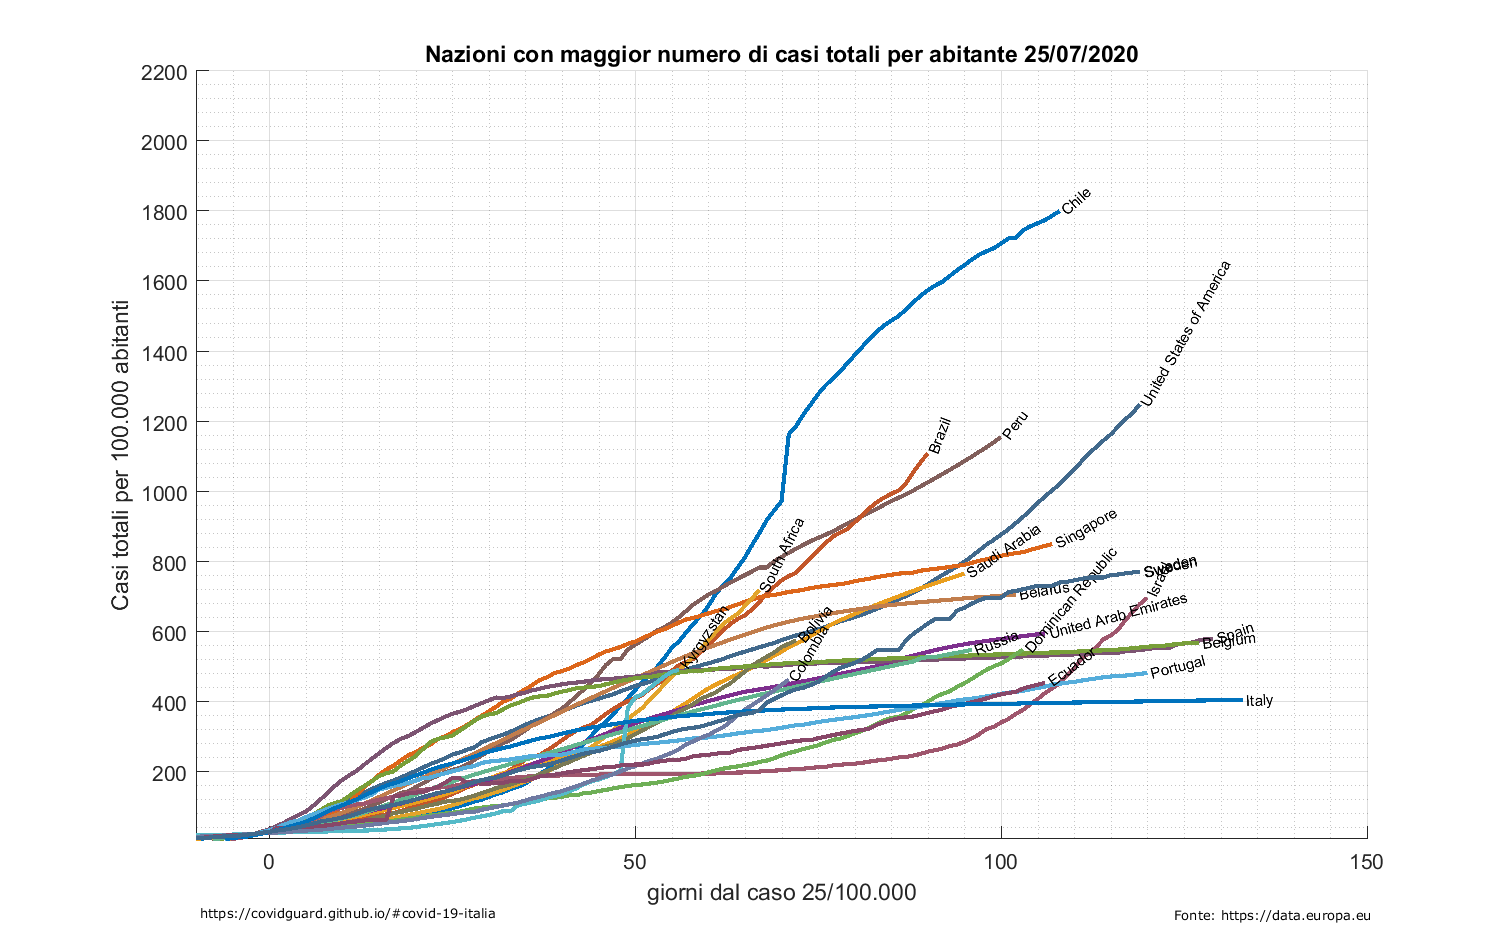 Nazioni con maggior numero di casi totali per abitante 25/07/2020
2200
2000
1800
1600
1400
1200
1000
800
600
400
200
Casi totali per 100.000 abitanti
Chile
United States of America
Brazil
Peru
South Africa
Saudi Arabia
Singapore
Sweden
Israel
Belarus
Dominican Republic
United Arab Emirates
Kyrgyzstan
Bolivia
Colombia
Russia
Spain
Belgium
Ecuador
Portugal
Italy
0
50
100
150
giorni dal caso 25/100.000
https://covidguard.github.io/#covid-19-italia
Fonte: https://data.europa.eu